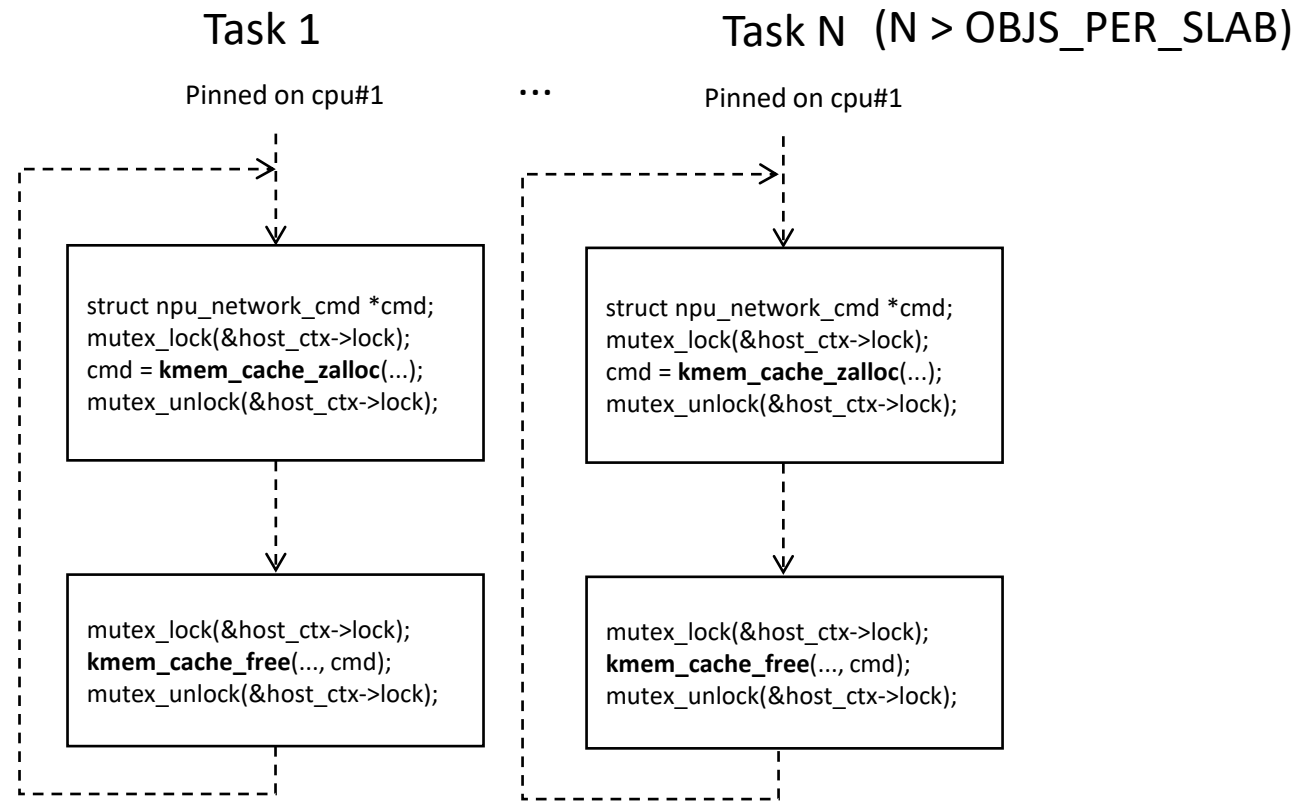 Task 1
Task N (N > OBJS_PER_SLAB)
Pinned on cpu#1
...
Pinned on cpu#1
struct npu_network_cmd *cmd;
mutex_lock(&host_ctx->lock);
cmd = kmem_cache_zalloc(...);
mutex_unlock(&host_ctx->lock);
struct npu_network_cmd *cmd;
mutex_lock(&host_ctx->lock);
cmd = kmem_cache_zalloc(...);
mutex_unlock(&host_ctx->lock);
mutex_lock(&host_ctx->lock);
kmem_cache_free(..., cmd);
mutex_unlock(&host_ctx->lock);
mutex_lock(&host_ctx->lock);
kmem_cache_free(..., cmd);
mutex_unlock(&host_ctx->lock);